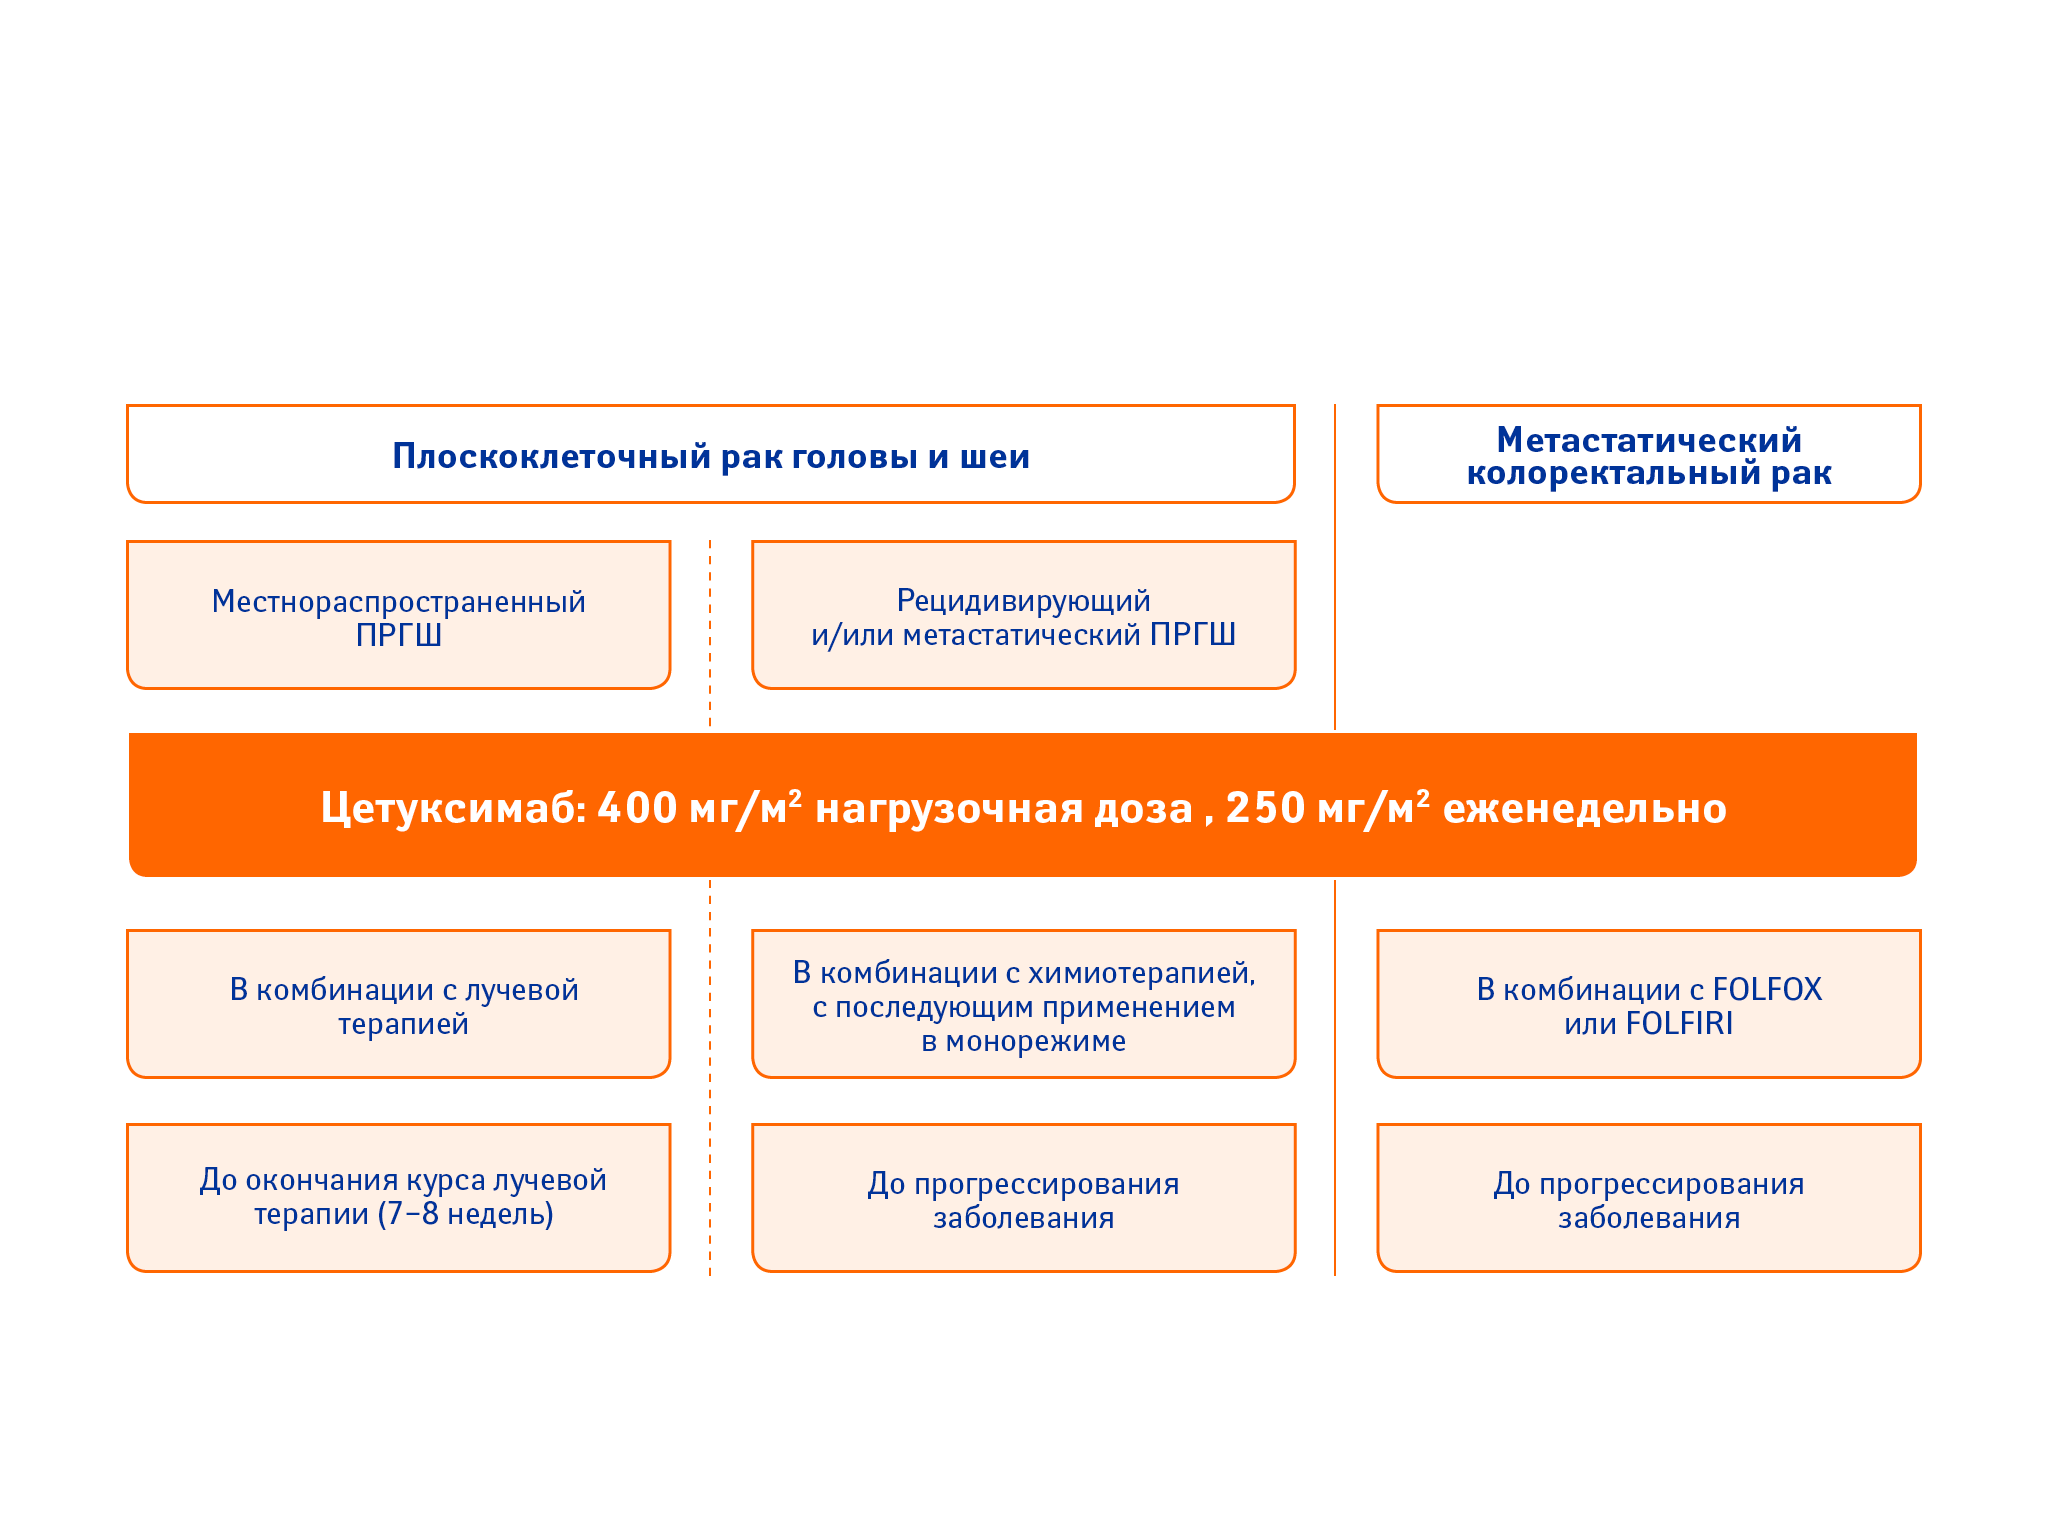 Плоскоклеточный рак головы и шеи
Метастатический
колоректальный рак
Местнораспространенный
ПРГШ
Рецидивирующий
и/или метастатический ПРГШ
Цетуксимаб: 400 мг/м² нагрузочная доза , 250 мг/м² еженедельно
В комбинации с лучевой
терапией
В комбинации с химиотерапией,
с последующим применением
в монорежиме
В комбинации с FOLFOX
или FOLFIRI
До окончания курса лучевой
терапии (7–8 недель)
До прогрессирования
заболевания
До прогрессирования
заболевания